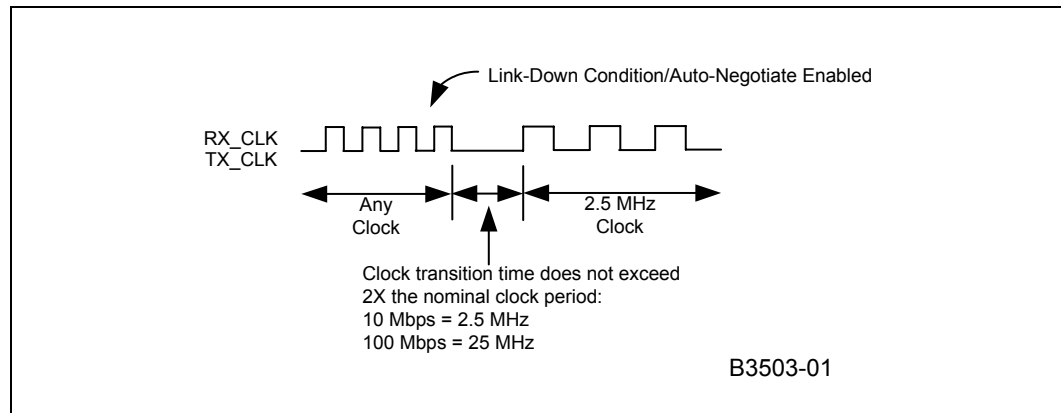 Link-Down Condition/Auto-Negotiate Enabled
RX_CLK
TX_CLK
Any
Clock
2.5 MHz
Clock
Clock transition time does not exceed
2X the nominal clock period:
10 Mbps = 2.5 MHz
100 Mbps = 25 MHz
B3503-01